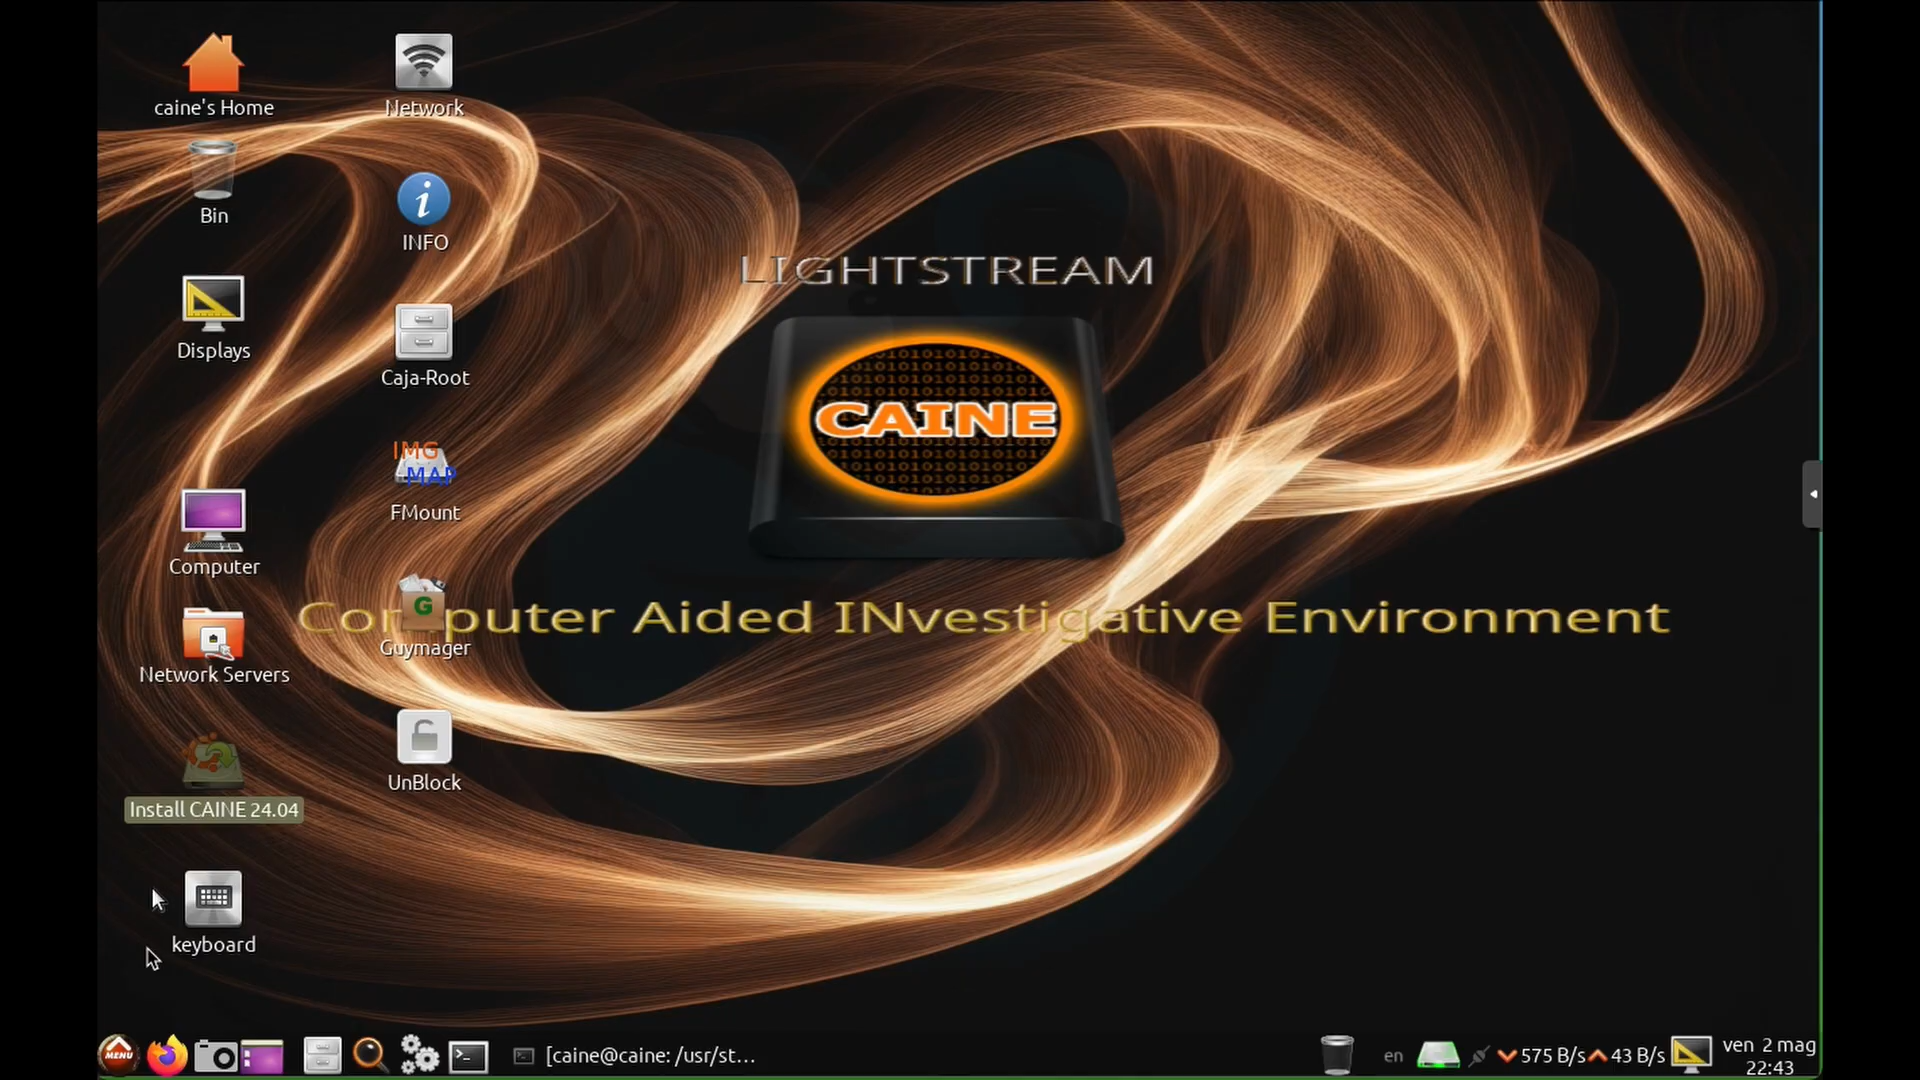 caine's Home
Network
Bin
INFO
LIGHTSTREAM
Displays
Caja-Root
CAINE
IMG
MAP
FMount
Computer
G
Computer Aided INvestigative Environment
Guymager
Network Servers
UnBlock
Install CAINE 24.04
keyboard
MENU
[caine@caine: /usr/st...
en
575 B/s
43 B/s
ven 2 mag
22:43